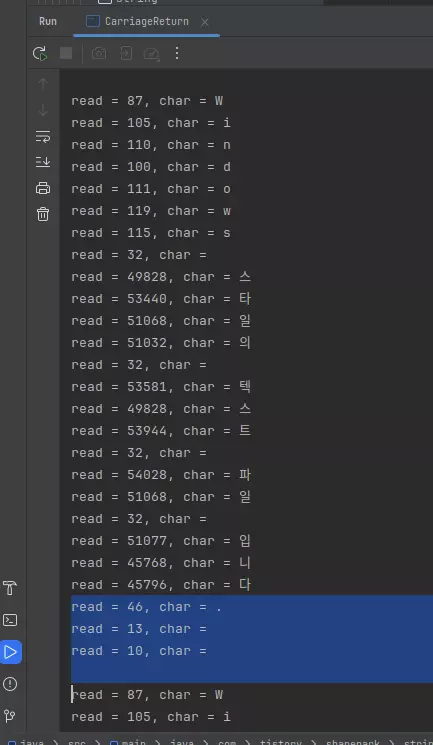 String
Run
CarriageReturn
read = 87, char = W
read = 105, char = i
read = 110, char = n
read = 100, char = d
read = 111, char = o
read = 119, char = w
read = 115, char = s
read = 32, char =
read = 49828, char = 스
read = 53440, char = 타
read = 51068, char = 일
read = 51032, char = 의
read = 32, char =
read = 53581, char = 텍
read = 49828, char = 스
read = 53944, char = 트
read = 32, char =
read = 54028, char = 파
read = 51068, char = 일
read = 32, char =
read = 51077, char = 입
read = 45768, char = 니
read = 45796, char = 다
read = 46, char = .
read = 13, char =
read = 10, char =
read = 87, char = W
read = 105, char = i
java > src > main > java > com > tistory > shanepark > strin